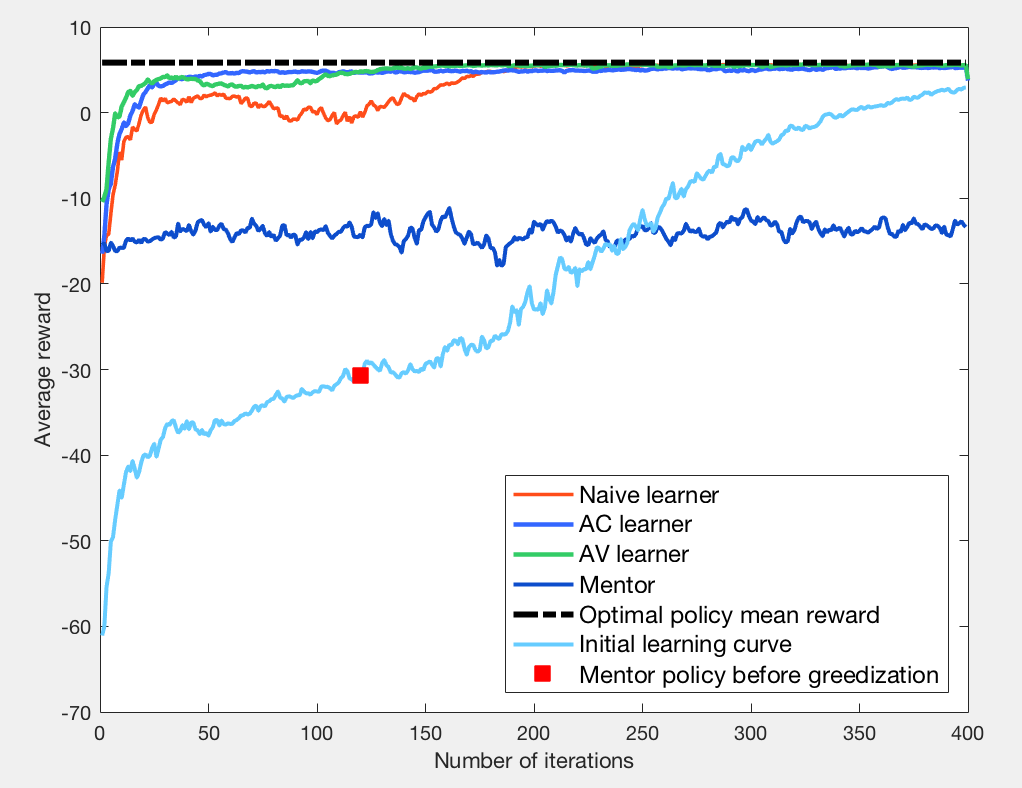 10
0
-10
-20
-30
-40
-50
-60
-70
Average reward
Naive learner
AC learner
AV learner
Mentor
Optimal policy mean reward
Initial learning curve
Mentor policy before greedization
0 50 100 150 200 250 300 350 400
Number of iterations